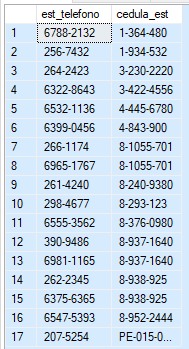 est_telefono cedula_est
1 6788-2132 1-364-480
2 256-7432 1-934-532
3 264-2423 3-230-2220
4 6322-8643 3-422-4556
5 6532-1136 4-445-6780
6 6399-0456 4-843-900
7 266-1174 8-1055-701
8 6965-1767 8-1055-701
9 261-4240 8-240-9380
10 298-4677 8-293-123
11 6555-3562 8-376-0980
12 390-9486 8-937-1640
13 6981-1165 8-937-1640
14 262-2345 8-938-925
15 6375-6365 8-938-925
16 6547-5393 8-952-2444
17 207-5254 PE-015-0...